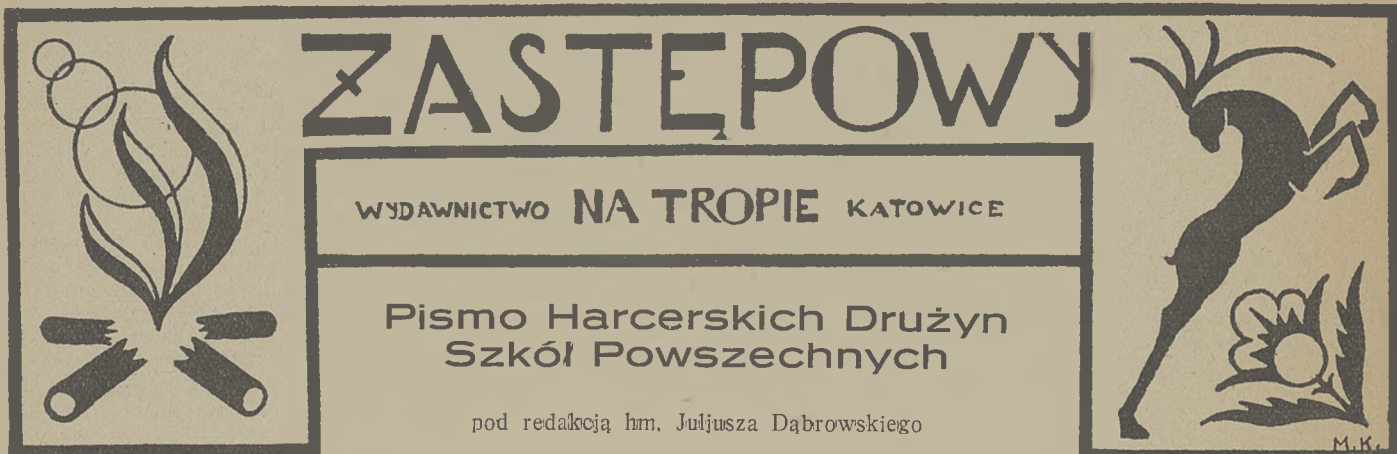 ZASTĘPOWY
WYDAWNICTWO NA TROPIE KATOWICE
Pismo Harcerskich Drużyn
Szkół Powszechnych
pod redakcją hm. Juljusza Dąbrowskiego
M.K.